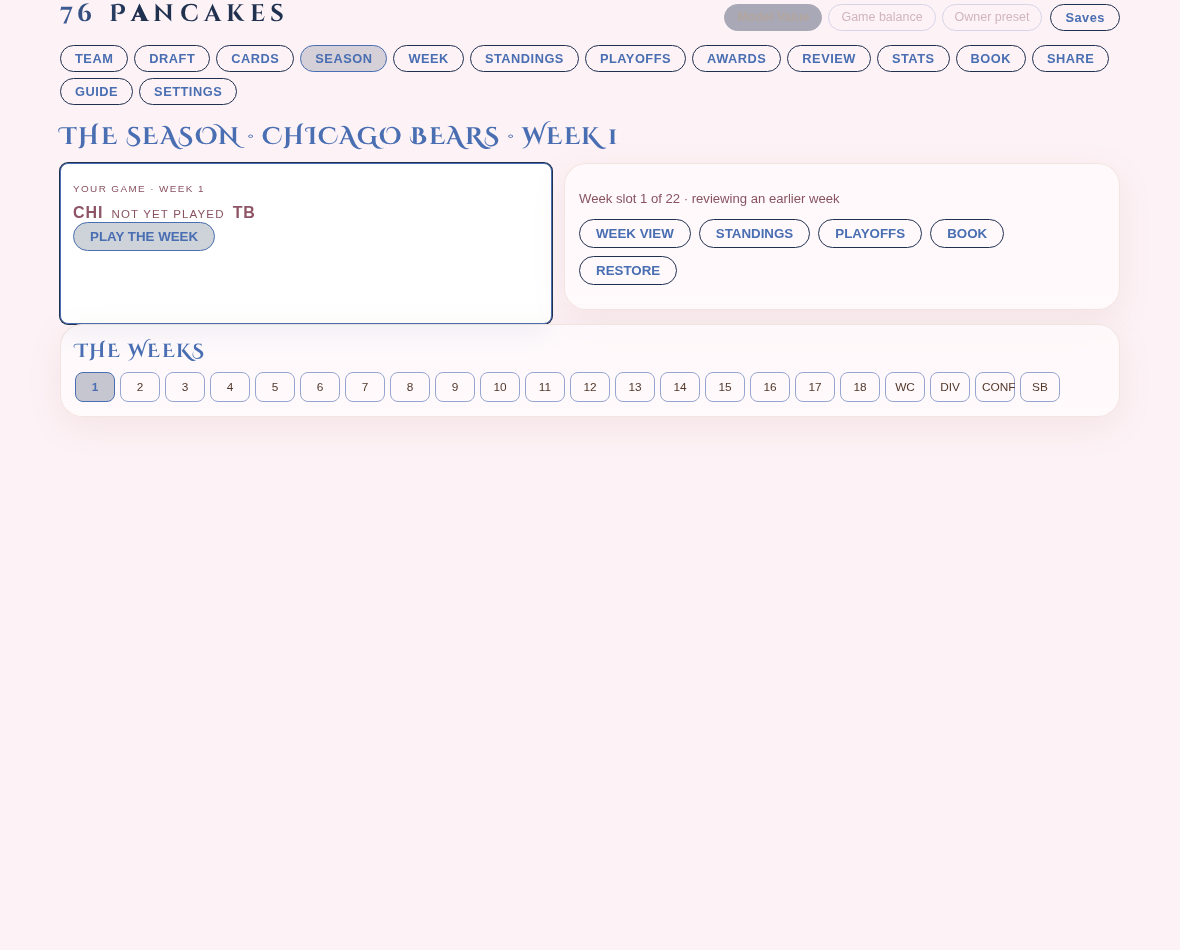 76 PANCAKES
Game balance Owner preset Saves
TEAM DRAFT CARDS SEASON WEEK STANDINGS PLAYOFFS AWARDS REVIEW STATS BOOK SHARE
GUIDE SETTINGS
THE SEASON · CHICAGO BEARS · WEEK 1
YOUR GAME · WEEK 1
CHI NOT YET PLAYED TB
PLAY THE WEEK
Week slot 1 of 22 · reviewing an earlier week
WEEK VIEW STANDINGS PLAYOFFS BOOK
RESTORE
THE WEEKS
1 2 3 4 5 6 7 8 9 10 11 12 13 14 15 16 17 18 WC DIV CONF SB